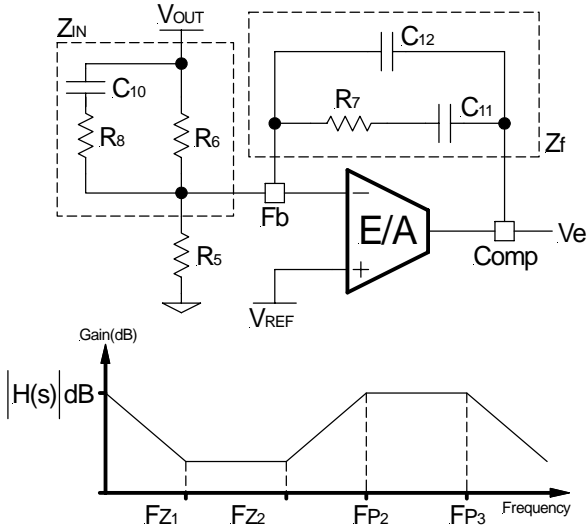 ZIN
VOUT
C10
R8
R6
C12
R7
C11
Zf
Fb
E/A
Ve
Comp
R5
VREF
Gain(dB)
|H(s)|dB
FZ1
FZ2
FP2
FP3
Frequency